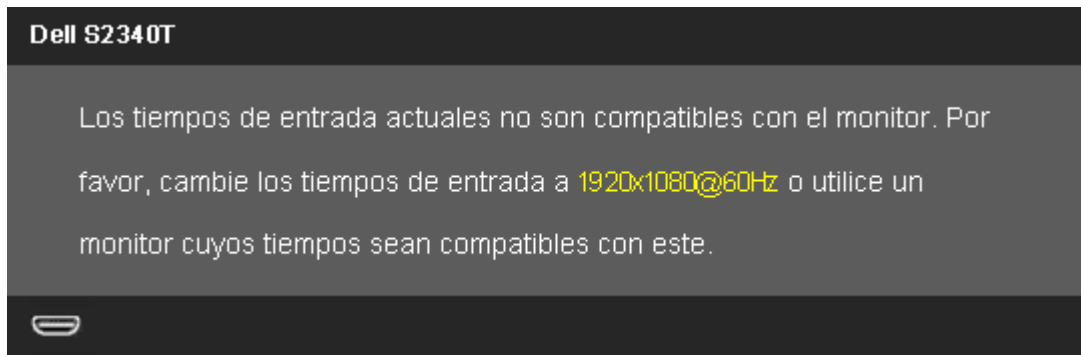 Dell S2340T
Los tiempos de entrada actuales no son compatibles con el monitor. Por
favor, cambie los tiempos de entrada a 1920x1080@60Hz o utilice un
monitor cuyos tiempos sean compatibles con este.